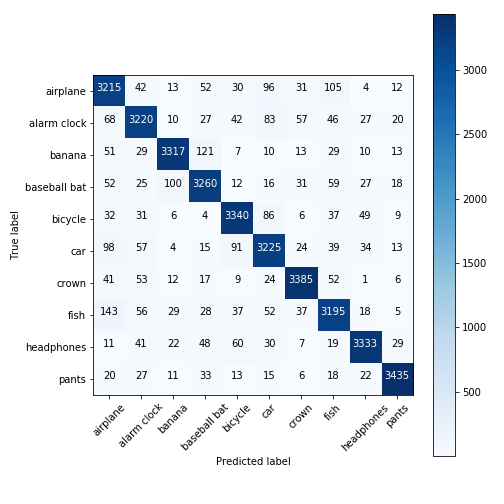 airplane 3215 42 13 52 30 96 31 105 4 12
alarm clock 68 3220 10 27 42 83 57 46 27 20
banana 51 29 3317 121 7 10 13 29 10 13
baseball bat 52 25 100 3260 12 16 31 59 27 18
bicycle 32 31 6 4 3340 86 6 37 49 9
car 98 57 4 15 91 3225 24 39 34 13
crown 41 53 12 17 9 24 3385 52 1 6
fish 143 56 29 28 37 52 37 3195 18 5
headphones 11 41 22 48 60 30 7 19 3333 29
pants 20 27 11 33 13 15 6 18 22 3435
True label
airplane alarm clock banana baseball bat bicycle car crown fish headphones pants
Predicted label
3000
2500
2000
1500
1000
500